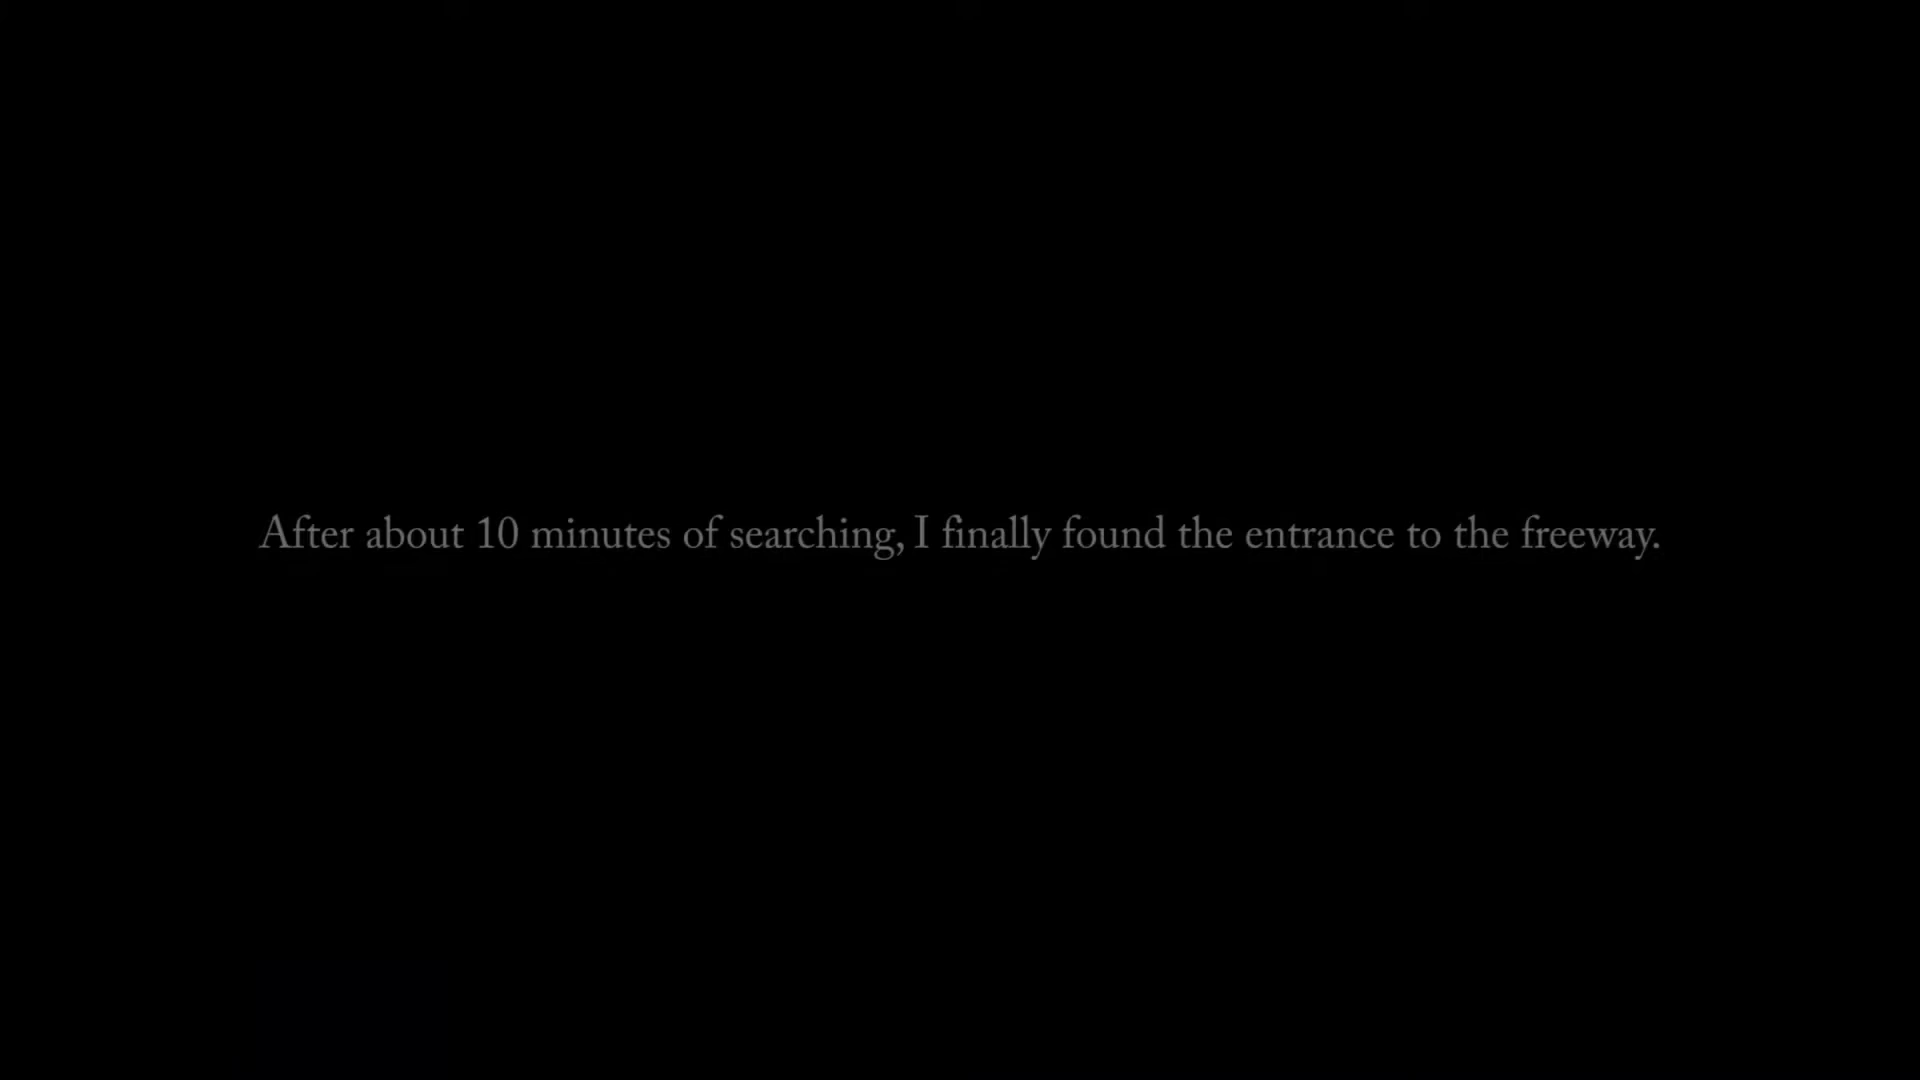 After about 10 minutes of searching, I finally found the entrance to the freeway.